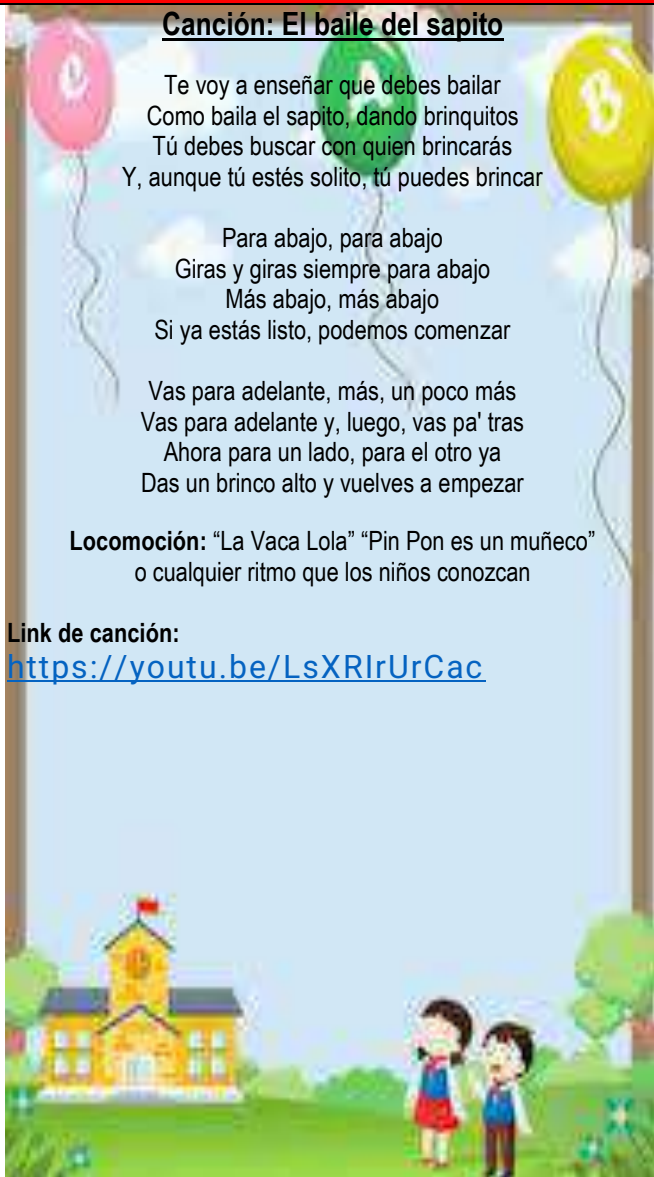 Canción: El baile del sapito
Te voy a enseñar que debes bailar
Como baila el sapito, dando brinquitos
Tú debes buscar con quien brincarás
Y, aunque tú estés solito, tú puedes brincar
Para abajo, para abajo
Giras y giras siempre para abajo
Más abajo, más abajo
Si ya estás listo, podemos comenzar
Vas para adelante, más, un poco más
Vas para adelante y, luego, vas pa' tras
Ahora para un lado, para el otro ya
Das un brinco alto y vuelves a empezar
Locomoción: “La Vaca Lola” “Pin Pon es un muñeco”
o cualquier ritmo que los niños conozcan
Link de canción:
https://youtu.be/LsXRIrUrCac